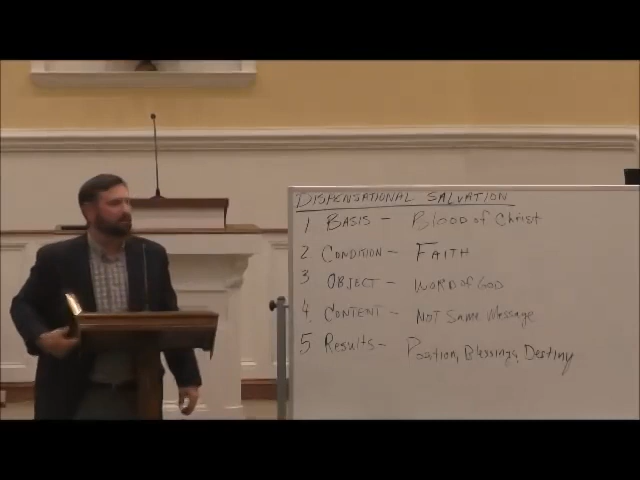 DISPENSATIONAL SALVATION
1 BASIS - BLOOD of CHRIST
2 CONDITION - FAITH
3 OBJECT - WORD OF GOD
4. CONTENT - NOT SAME Message
5 Results - Position, Blessings, Destiny